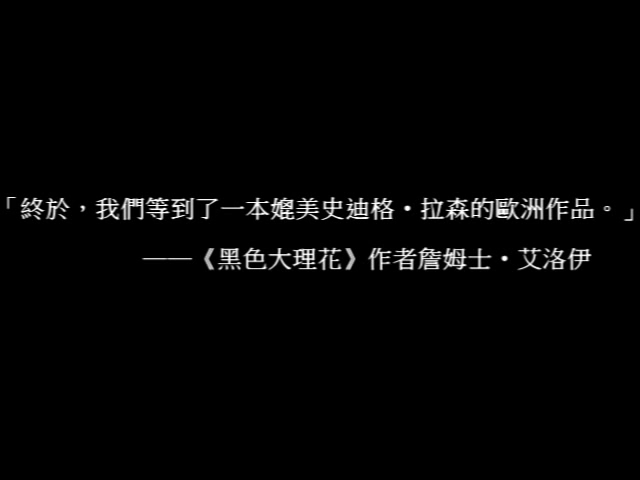 「終於，我們等到了一本媲美史迪格・拉森的歐洲作品。」
——《黑色大理花》作者詹姆士・艾洛伊